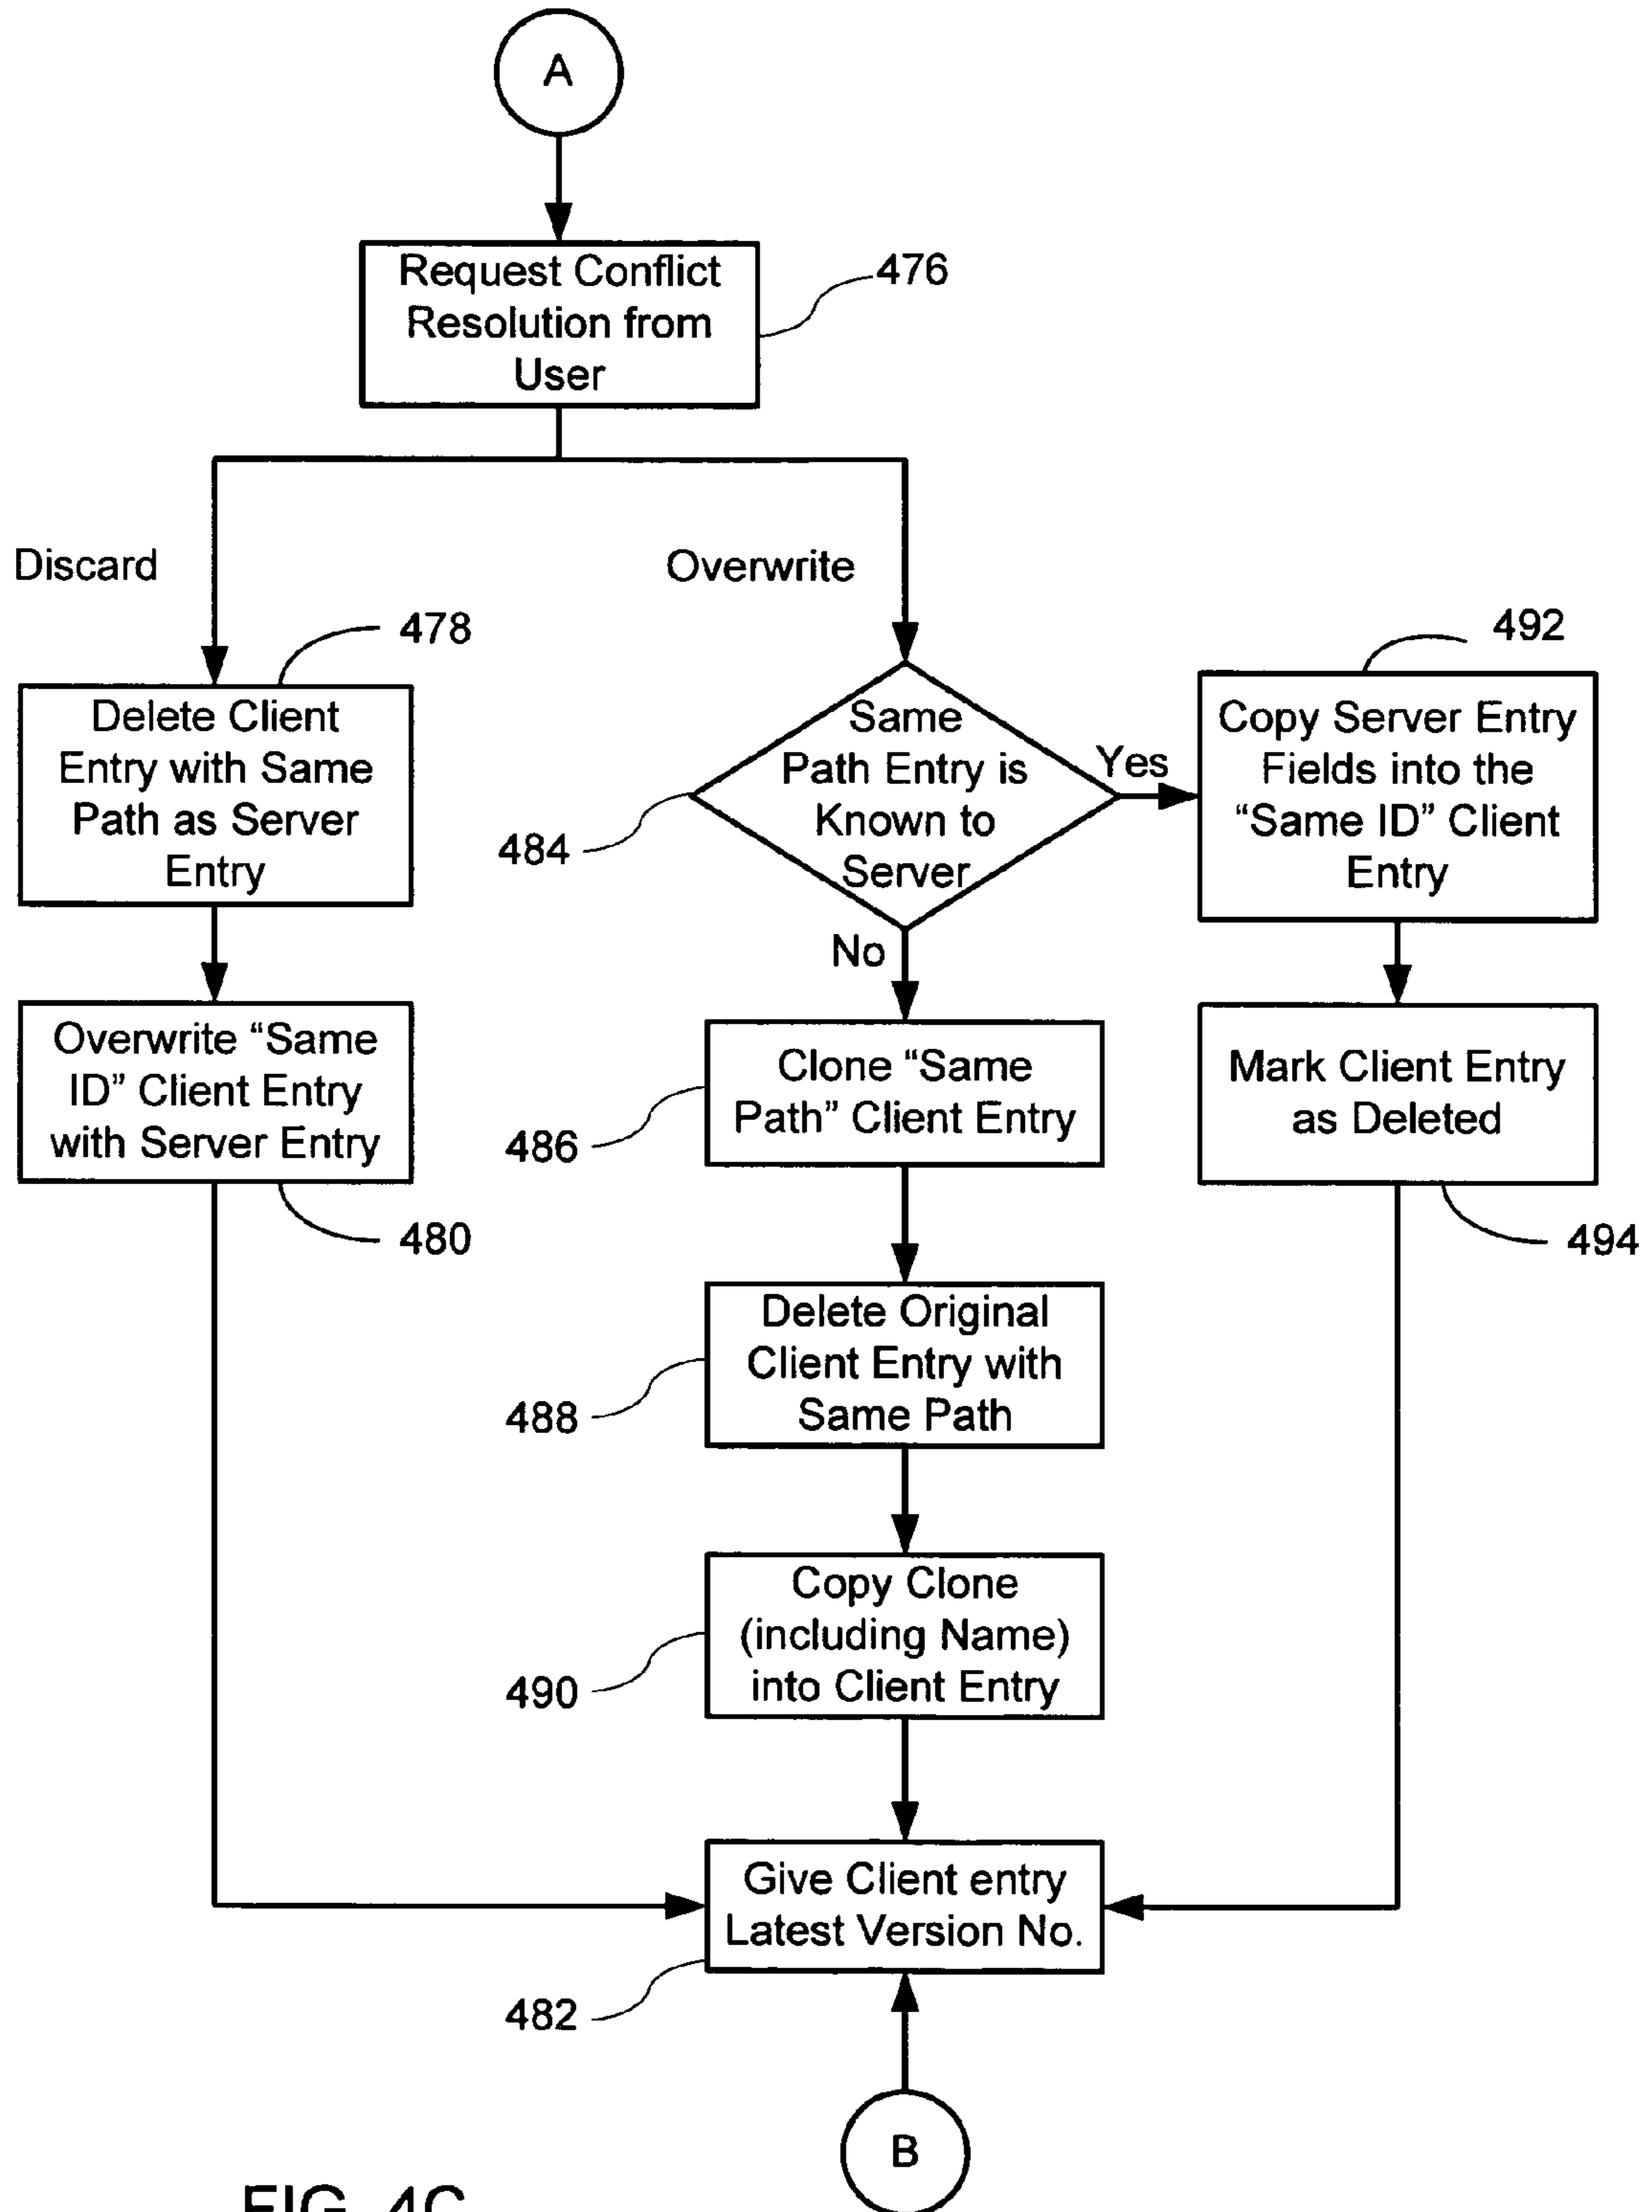 A
Request Conflict
Resolution from
User
476
Discard
Overwrite
478
Delete Client
Entry with Same
Path as Server
Entry
484
Same
Path Entry is
Known to
Server
Yes
No
492
Copy Server Entry
Fields into the
“Same ID” Client
Entry
Overwrite “Same
ID” Client Entry
with Server Entry
480
Clone “Same
Path” Client Entry
486
Mark Client Entry
as Deleted
494
Delete Original
Client Entry with
Same Path
488
Copy Clone
(including Name)
into Client Entry
490
Give Client entry
Latest Version No.
482
B
FIG. 4C